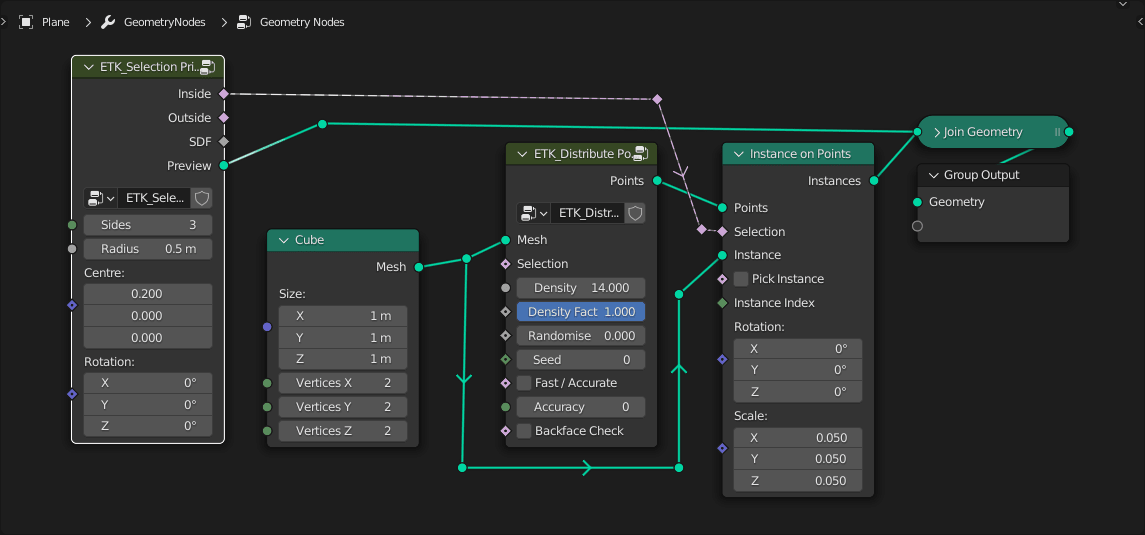 Plane > GeometryNodes > Geometry Nodes
ETK_Selection Pri..
Inside
Outside
SDF
Preview
ETK_Sele...
Sides 3
Radius 0.5 m
Centre:
0.200
0.000
0.000
Rotation:
X 0°
Y 0°
Z 0°
Cube
Mesh
Size:
X 1 m
Y 1 m
Z 1 m
Vertices X 2
Vertices Y 2
Vertices Z 2
ETK_Distribute Po..
Points
ETK_Distr...
Mesh
Selection
Density 14.000
Density Fact 1.000
Randomise 0.000
Seed 0
Fast / Accurate
Accuracy 0
Backface Check
Instance on Points
Instances
Points
Selection
Instance
Pick Instance
Instance Index
Rotation:
X 0°
Y 0°
Z 0°
Scale:
X 0.050
Y 0.050
Z 0.050
Join Geometry
Group Output
Geometry